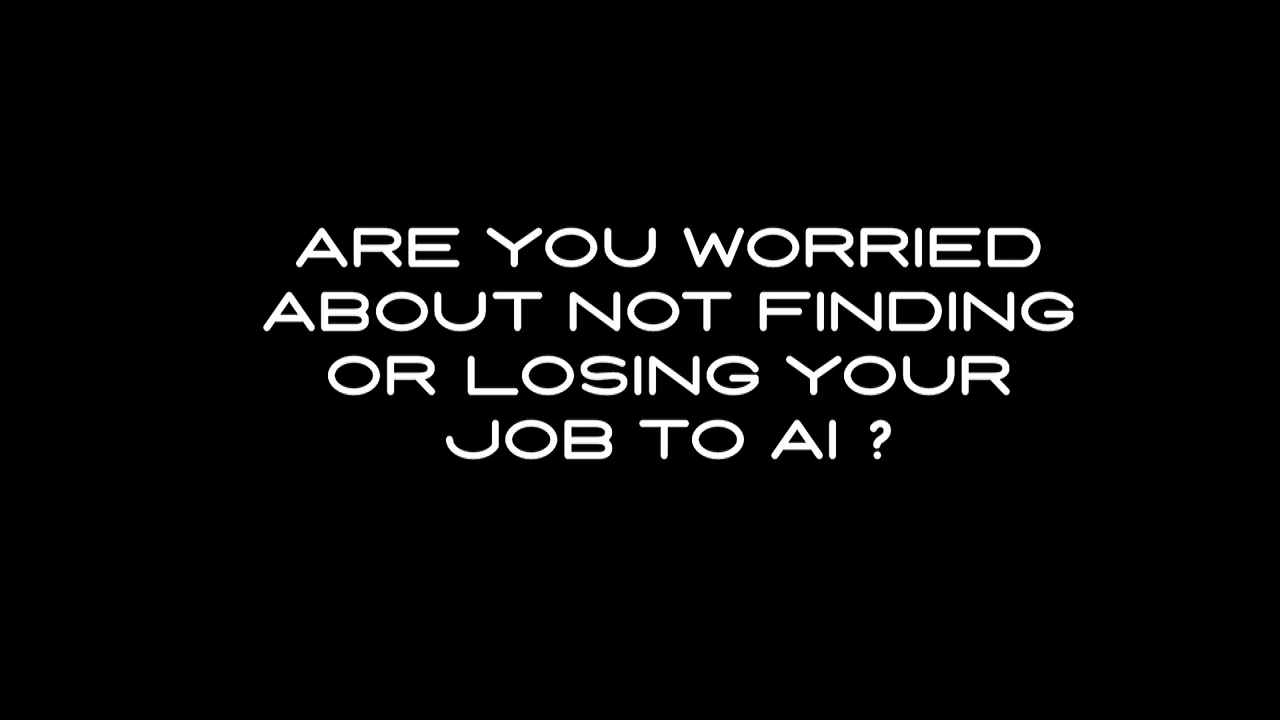 ARE YOU WORRIED
ABOUT NOT FINDING
OR LOSING YOUR
JOB TO AI ?